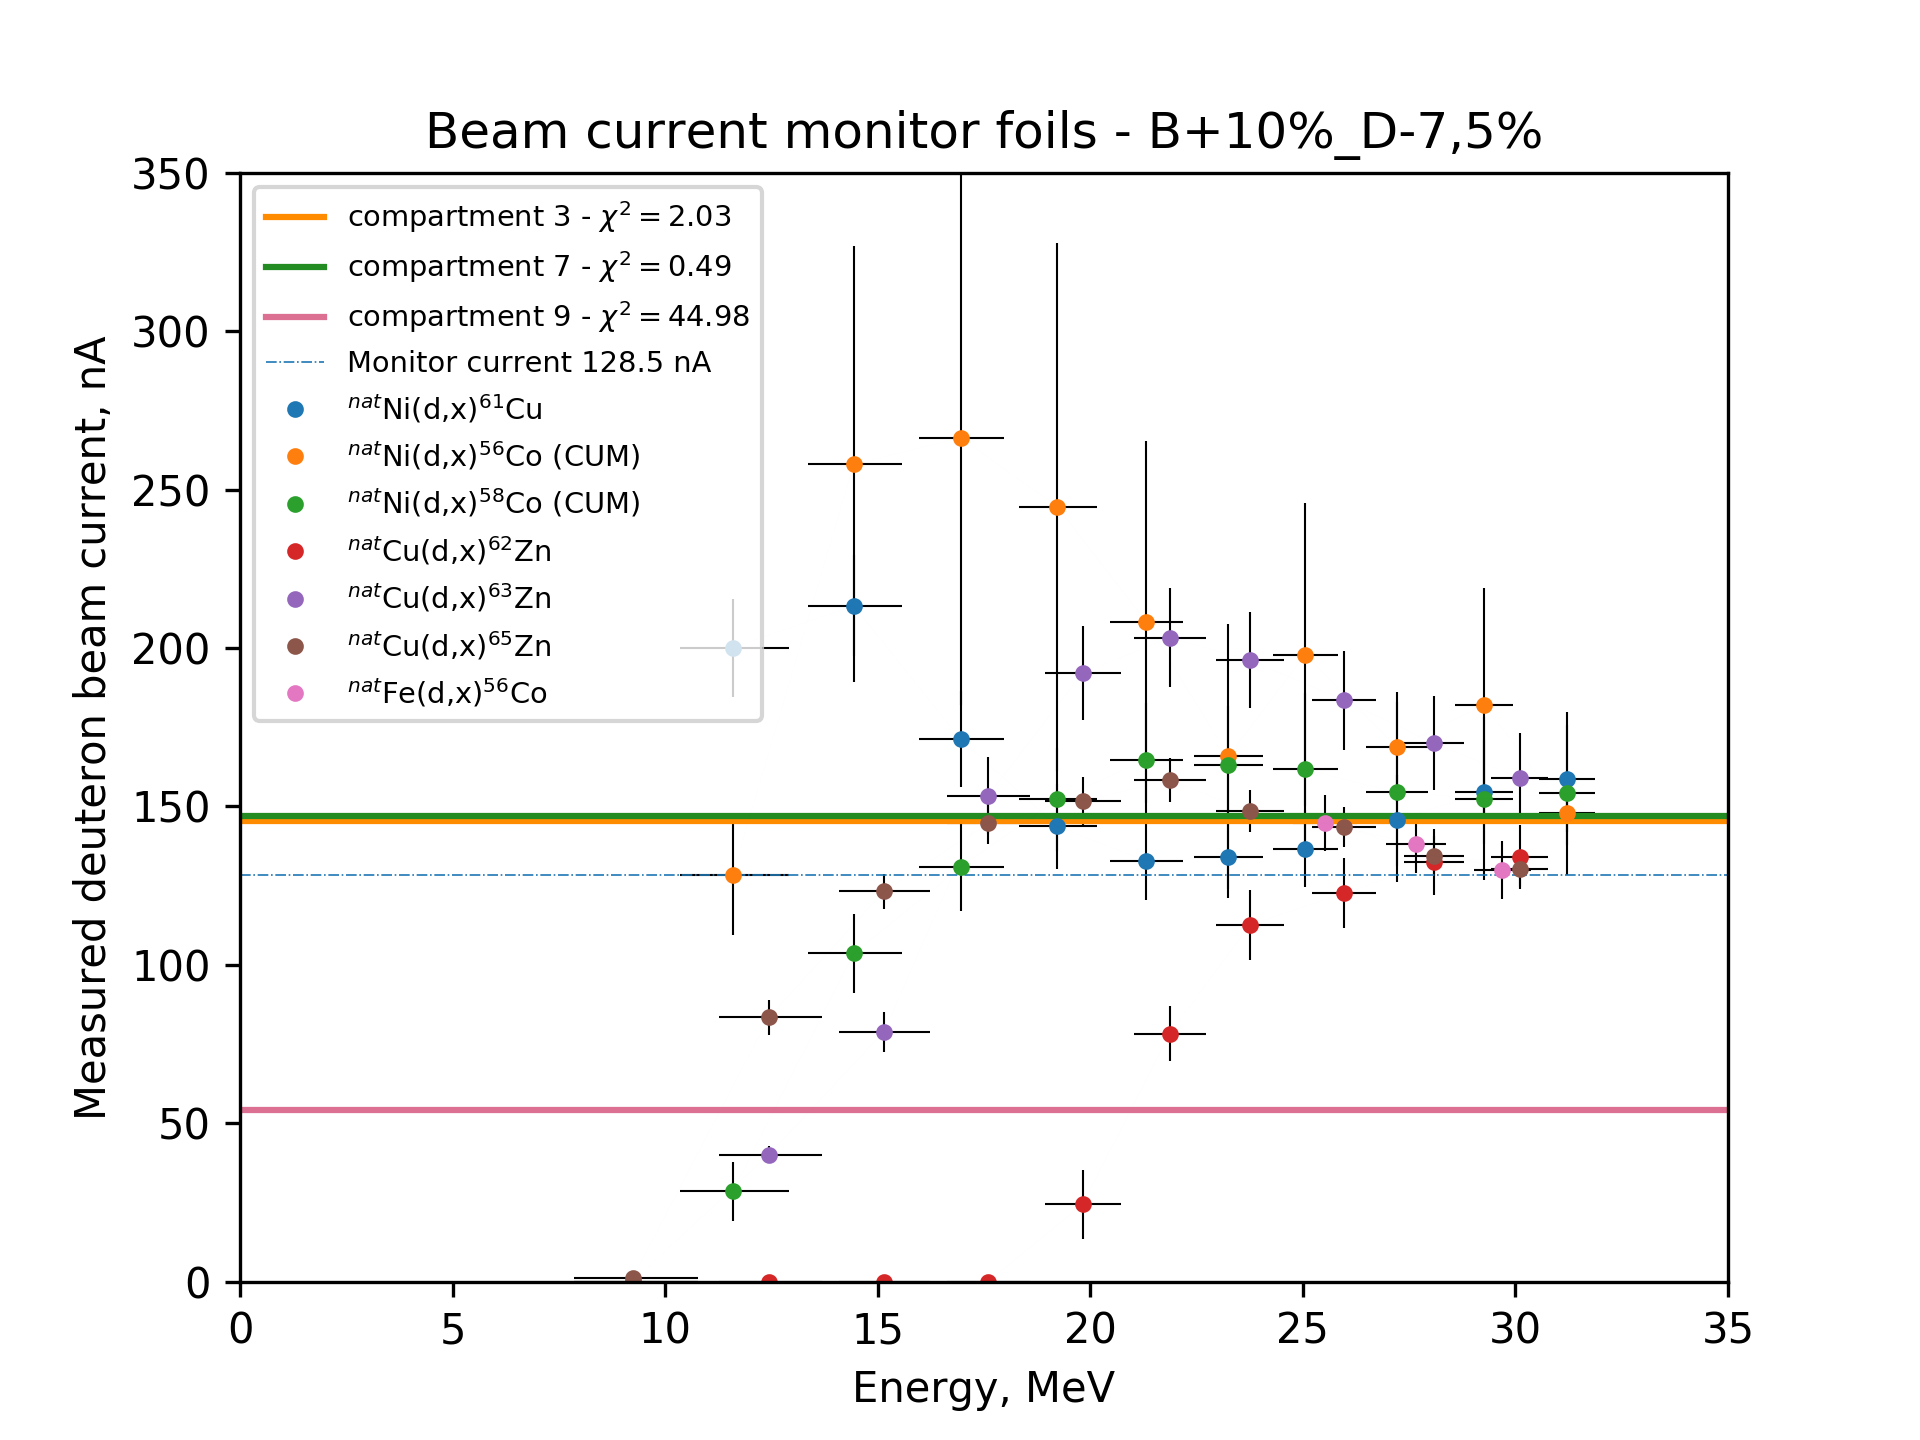 Beam current monitor foils - B+10%_D-7,5%
350
300
250
200
150
100
50
0
Measured deuteron beam current, nA
compartment 3 - χ² = 2.03
compartment 7 - χ² = 0.49
compartment 9 - χ² = 44.98
Monitor current 128.5 nA
ⁿᵃᵗNi(d,x)⁶¹Cu
ⁿᵃᵗNi(d,x)⁵⁶Co (CUM)
ⁿᵃᵗNi(d,x)⁵⁸Co (CUM)
ⁿᵃᵗCu(d,x)⁶²Zn
ⁿᵃᵗCu(d,x)⁶³Zn
ⁿᵃᵗCu(d,x)⁶⁵Zn
ⁿᵃᵗFe(d,x)⁵⁶Co
0 5 10 15 20 25 30 35
Energy, MeV